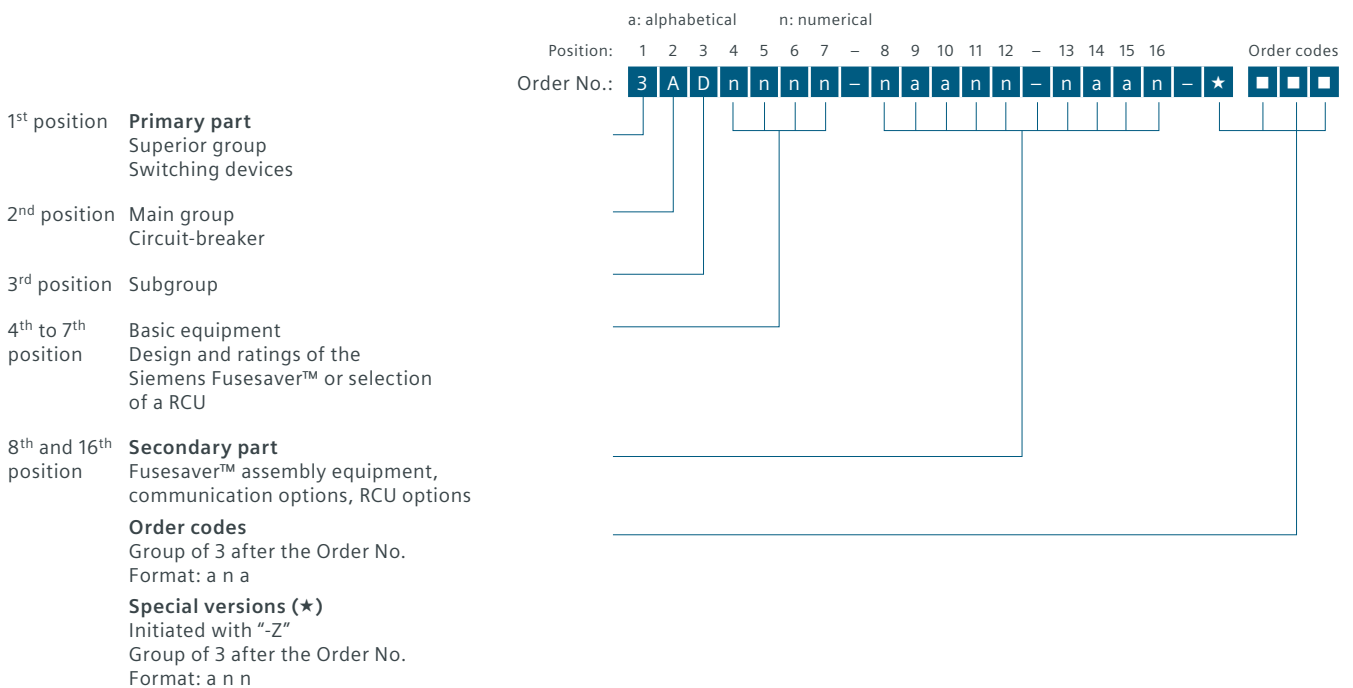 a: alphabetical n: numerical
Position: 1 2 3 4 5 6 7 – 8 9 10 11 12 – 13 14 15 16 Order codes
Order No.: 3 A D n n n n – n a a n n – n a a n – ★ ■ ■ ■
1st position Primary part
Superior group
Switching devices
2nd position Main group
Circuit-breaker
3rd position Subgroup
4th to 7th Basic equipment
position Design and ratings of the
Siemens Fusesaver™ or selection
of a RCU
8th and 16th Secondary part
position Fusesaver™ assembly equipment,
communication options, RCU options
Order codes
Group of 3 after the Order No.
Format: a n a
Special versions (★)
Initiated with “-Z”
Group of 3 after the Order No.
Format: a n n